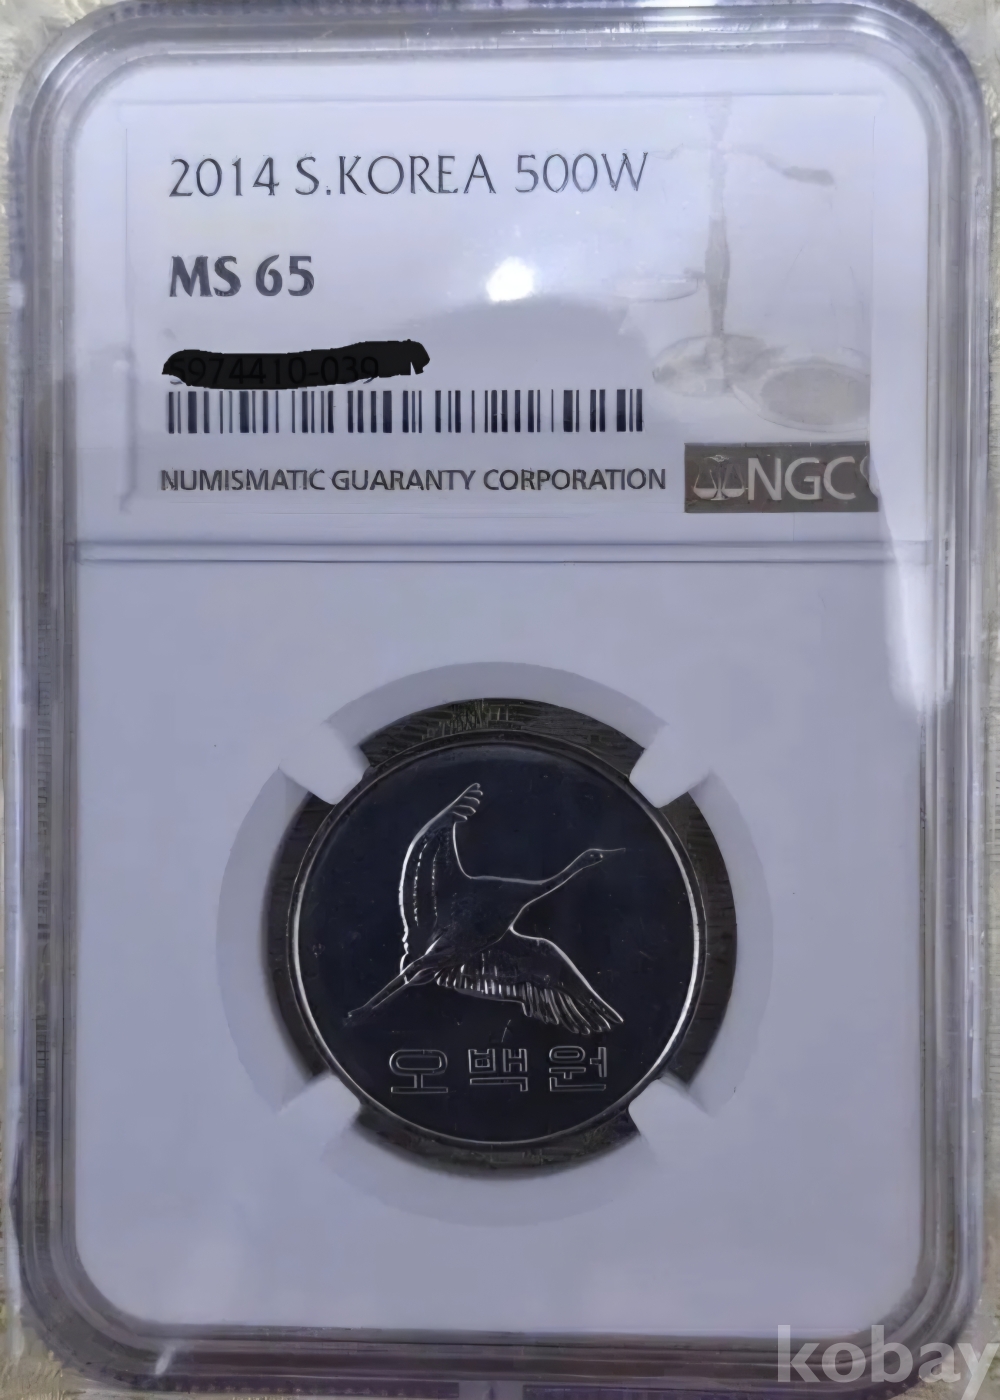 2014 S.KOREA 500W
MS 65
NUMISMATIC GUARANTY CORPORATION
NGC
오백원
kobay